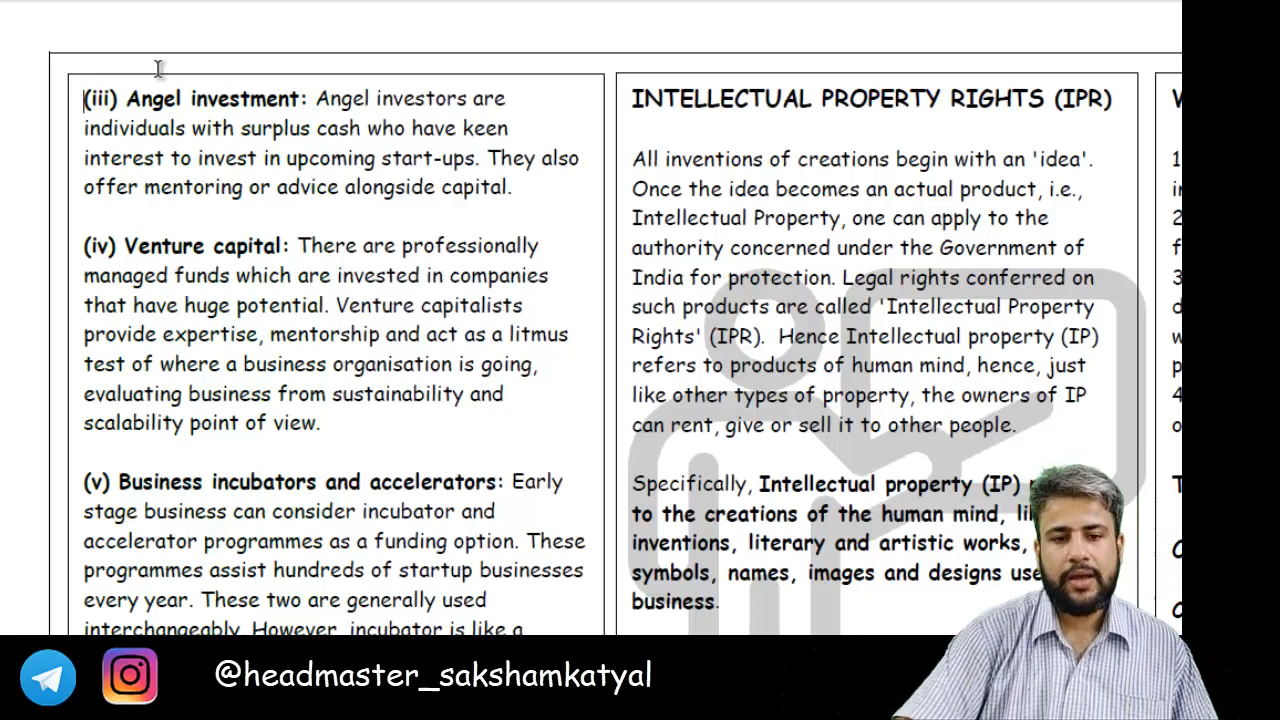 (iii) Angel investment: Angel investors are
individuals with surplus cash who have keen
interest to invest in upcoming start-ups. They also
offer mentoring or advice alongside capital.
(iv) Venture capital: There are professionally
managed funds which are invested in companies
that have huge potential. Venture capitalists
provide expertise, mentorship and act as a litmus
test of where a business organisation is going,
evaluating business from sustainability and
scalability point of view.
(v) Business incubators and accelerators: Early
stage business can consider incubator and
accelerator programmes as a funding option. These
programmes assist hundreds of startup businesses
every year. These two are generally used
interchangeably. However, incubator is like a
INTELLECTUAL PROPERTY RIGHTS (IPR)
All inventions of creations begin with an 'idea'.
Once the idea becomes an actual product, i.e.,
Intellectual Property, one can apply to the
authority concerned under the Government of
India for protection. Legal rights conferred on
such products are called 'Intellectual Property
Rights' (IPR). Hence Intellectual property (IP)
refers to products of human mind, hence, just
like other types of property, the owners of IP
can rent, give or sell it to other people.
Specifically, Intellectual property (IP)
to the creations of the human mind,
inventions, literary and artistic works,
symbols, names, images and designs
business.
1.
2
3
4
@headmaster_sakshamkatyal